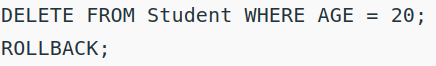 DELETE FROM Student WHERE AGE = 20;
ROLLBACK;